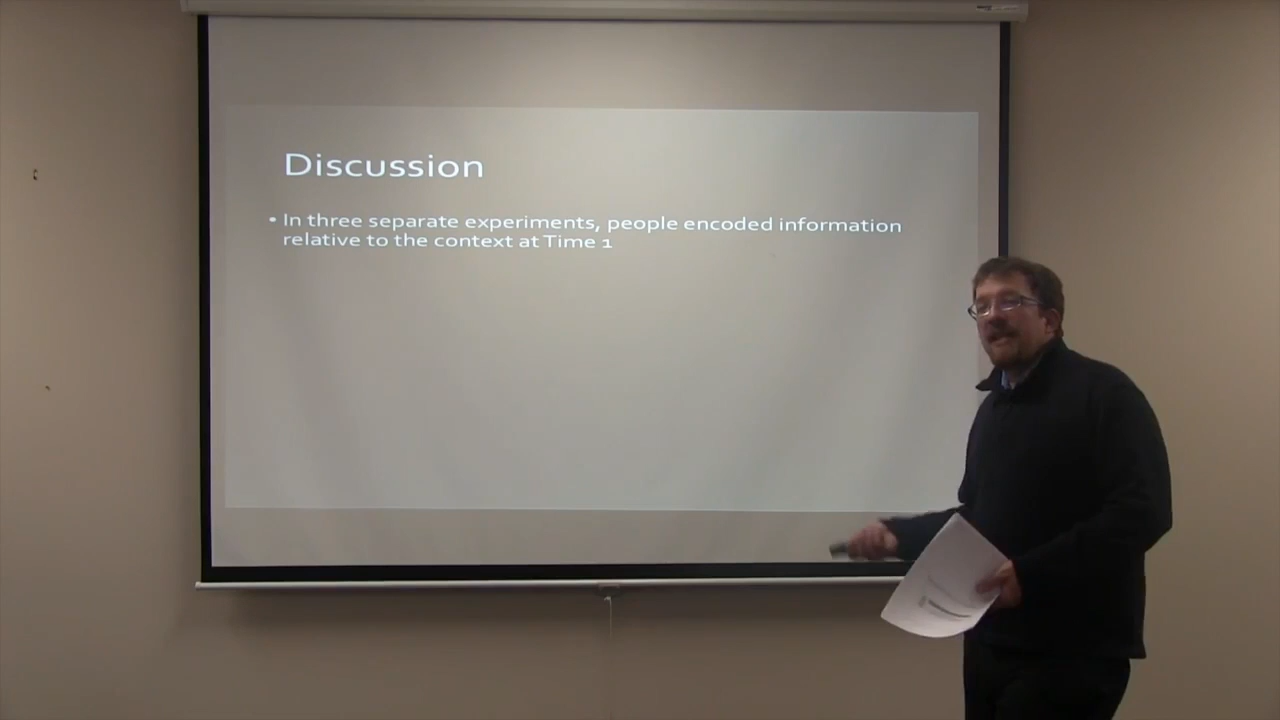 Discussion
• In three separate experiments, people encoded information
relative to the context at Time 1